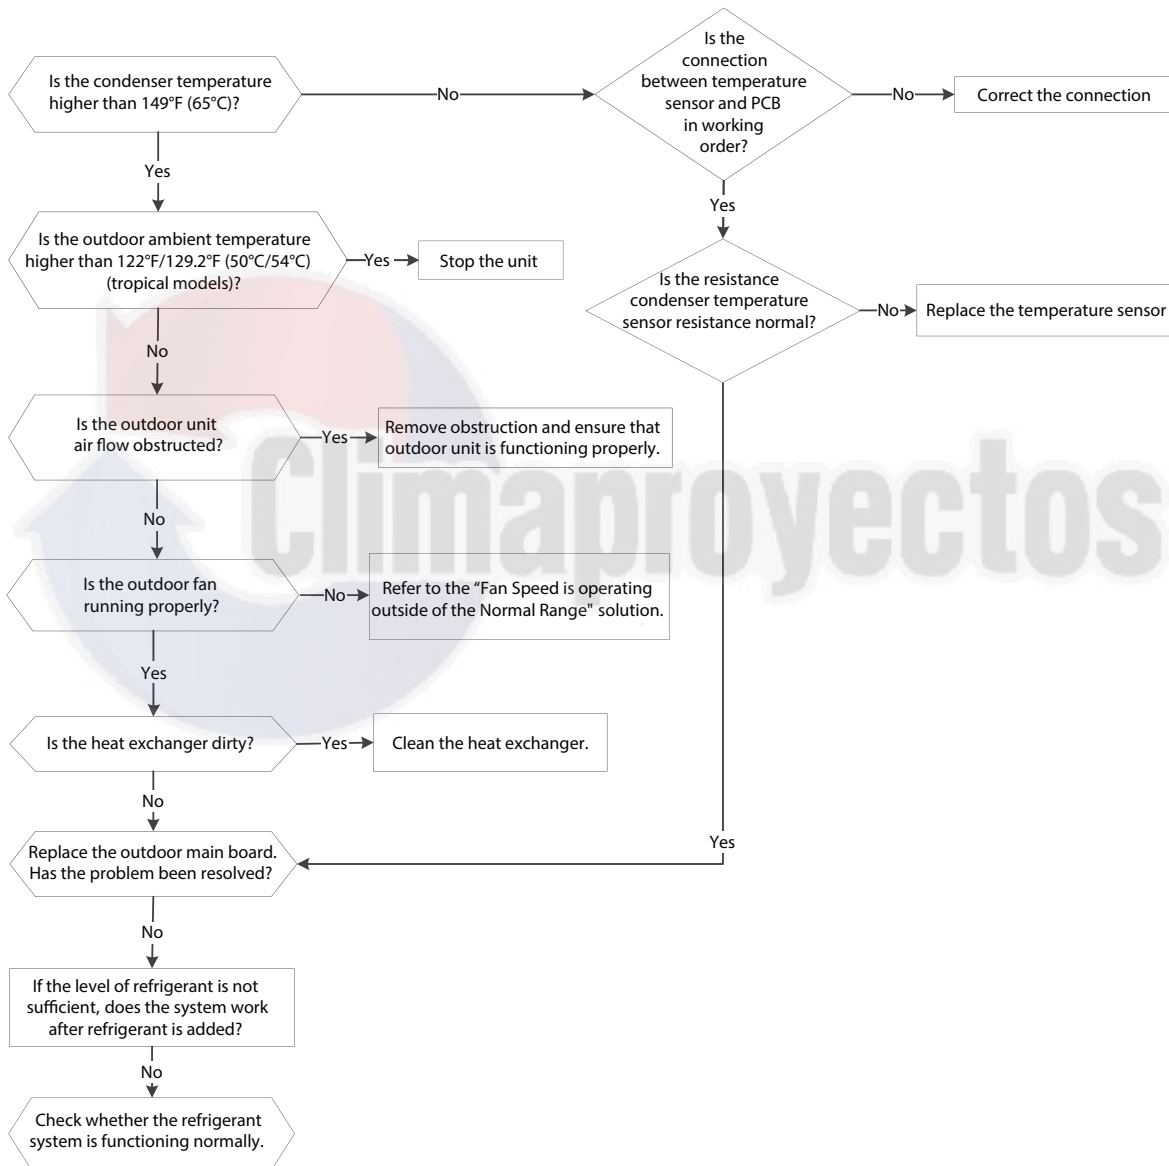 Is the condenser temperature
higher than 149°F (65°C)?
No
Is the
connection
between temperature
sensor and PCB
in working
order?
No
Correct the connection
Yes
Yes
Is the outdoor ambient temperature
higher than 122°F/129.2°F (50°C/54°C)
(tropical models)?
Yes
Stop the unit
Is the resistance
condenser temperature
sensor resistance normal?
No
Replace the temperature sensor
No
Is the outdoor unit
air flow obstructed?
Yes
Remove obstruction and ensure that
outdoor unit is functioning properly.
Climaproyectos
No
Is the outdoor fan
running properly?
No
Refer to the “Fan Speed is operating
outside of the Normal Range" solution.
Yes
Is the heat exchanger dirty?
Yes
Clean the heat exchanger.
No
Yes
Replace the outdoor main board.
Has the problem been resolved?
No
If the level of refrigerant is not
sufficient, does the system work
after refrigerant is added?
No
Check whether the refrigerant
system is functioning normally.